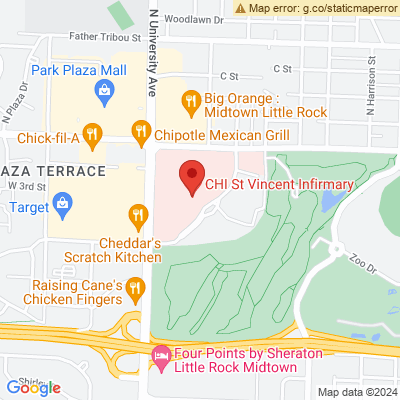 Map error: g.co/staticmaperror
Woodlawn Dr
N University Ave
Father Tribou St
N Harrison St
C St
C St
N Plaza Dr
Park Plaza Mall
Big Orange :
Midtown Little Rock
Chick-fil-A
Chipotle Mexican Grill
AZA TERRACE
W 3rd St
CHI St Vincent Infirmary
Target
Cheddar's
Scratch Kitchen
Zoo Dr
Raising Cane's
Chicken Fingers
Four Points by Sheraton
Little Rock Midtown
Google
Map data ©2024